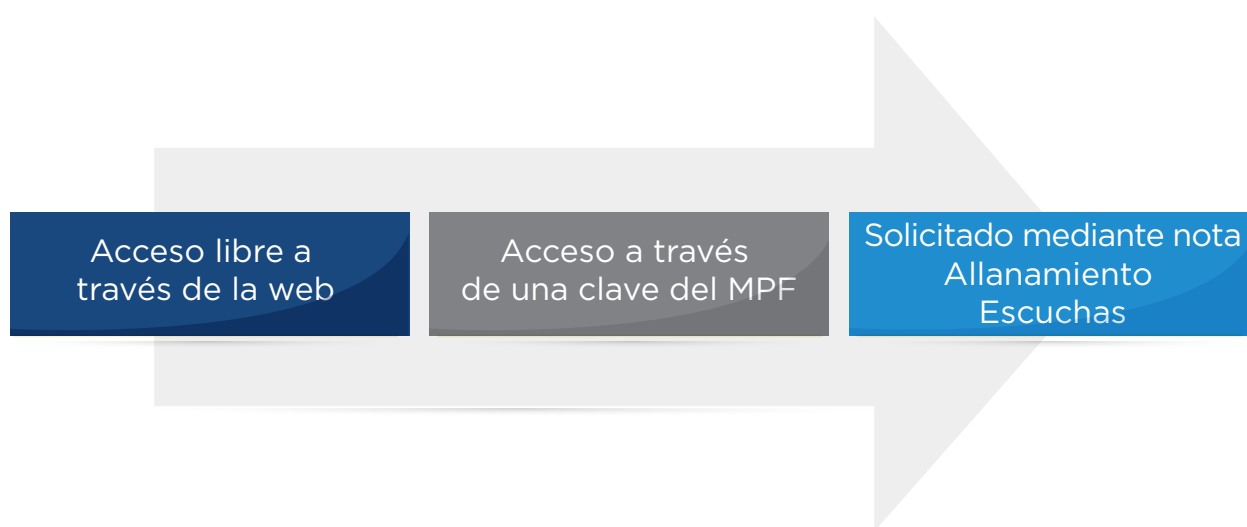 Acceso libre a
través de la web
Acceso a través
de una clave del MPF
Solicitado mediante nota
Allanamiento
Escuchas